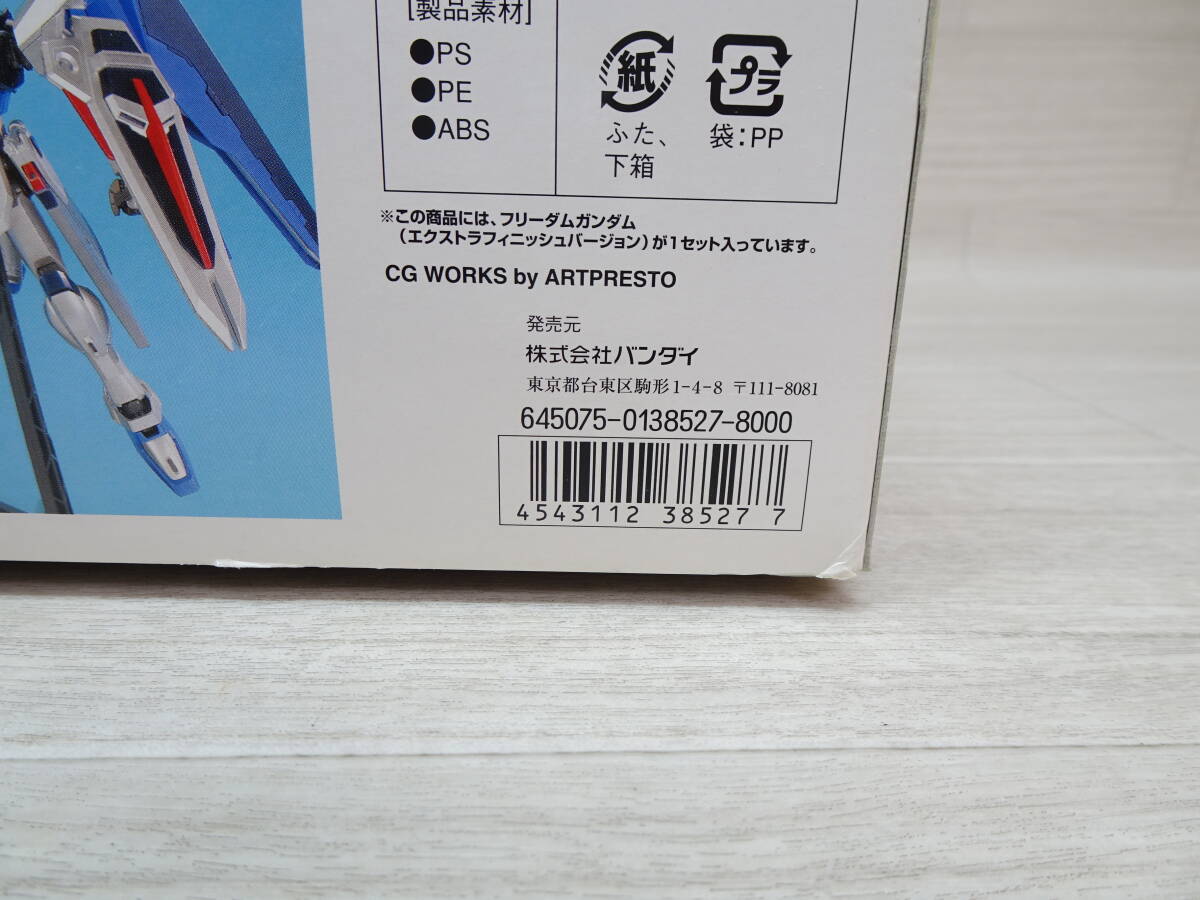 [製品素材]
●PS
●PE
●ABS
紙
ふた、
下箱
プラ
袋:PP
※この商品には、フリーダムガンダム
(エクストラフィニッシュバージョン)が1セット入っています。
CG WORKS by ARTPRESTO
発売元
株式会社バンダイ
東京都台東区駒形1-4-8 〒111-8081
645075-0138527-8000
4543112 38527 7